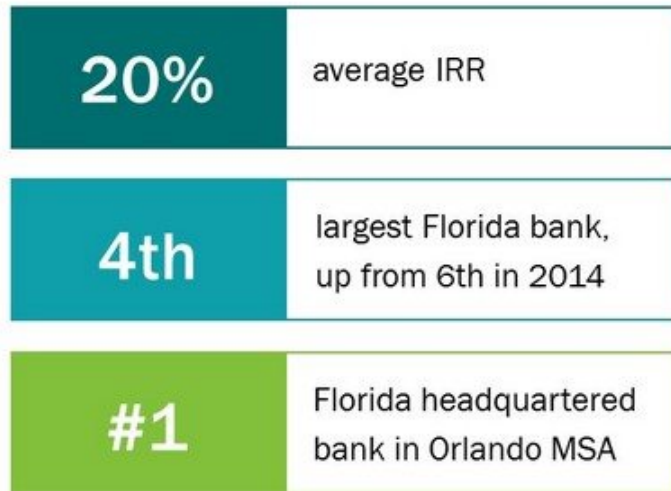 20%
average IRR
4th
largest Florida bank,
up from 6th in 2014
#1
Florida headquartered
bank in Orlando MSA